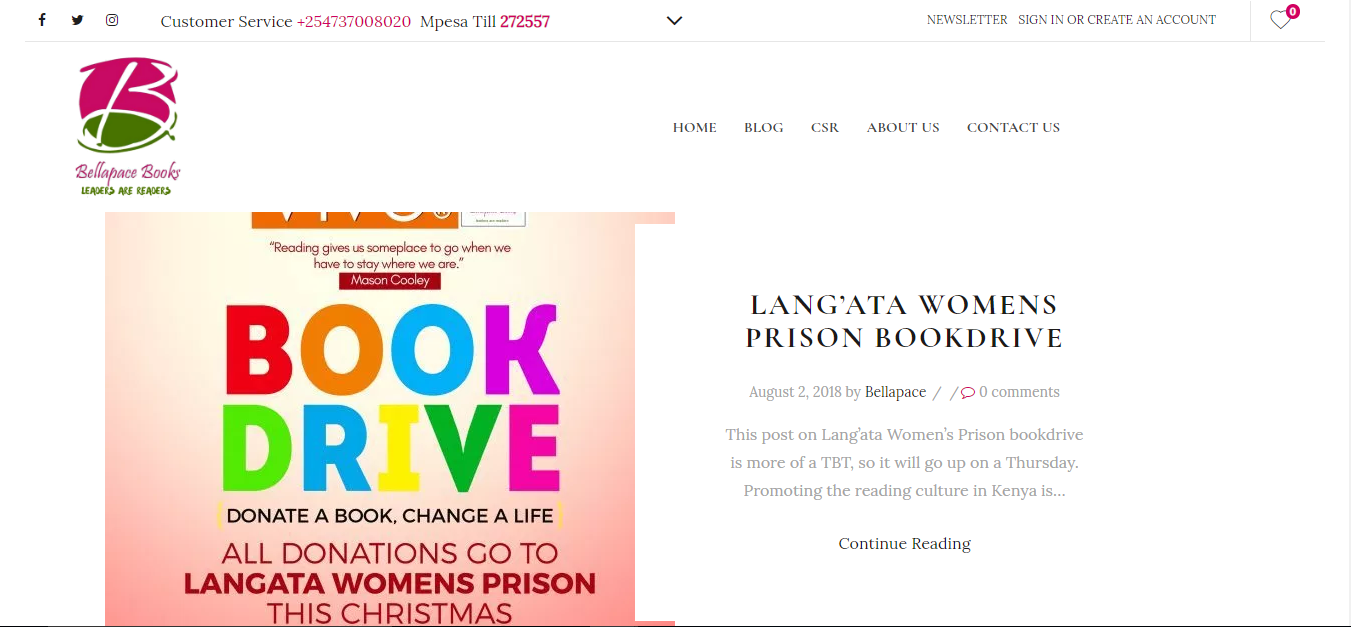 Customer Service +254737008020 Mpesa Till 272557
NEWSLETTER SIGN IN OR CREATE AN ACCOUNT
0
Bellapace Books
LEADERS ARE READERS
HOME BLOG CSR ABOUT US CONTACT US
“Reading gives us someplace to go when we
have to stay where we are.”
Mason Cooley
BOOK
DRIVE
DONATE A BOOK, CHANGE A LIFE
ALL DONATIONS GO TO
LANGATA WOMENS PRISON
THIS CHRISTMAS
LANG’ATA WOMENS
PRISON BOOKDRIVE
August 2, 2018 by Bellapace / / 0 comments
This post on Lang’ata Women’s Prison bookdrive
is more of a TBT, so it will go up on a Thursday.
Promoting the reading culture in Kenya is…
Continue Reading